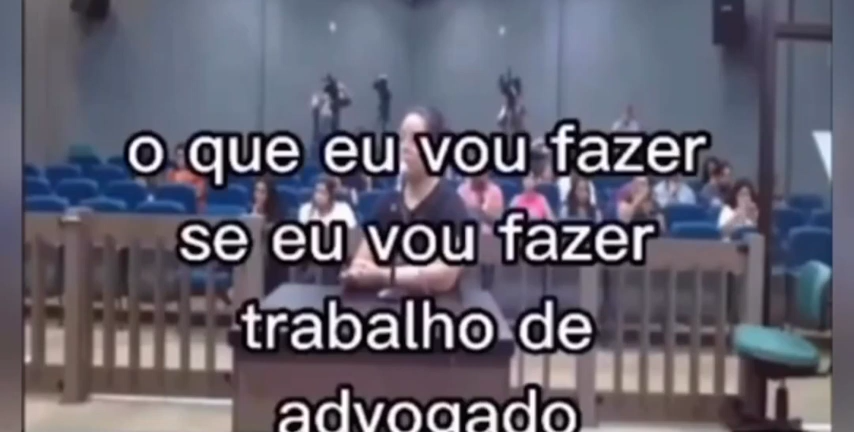 o que eu vou fazer
se eu vou fazer
trabalho de
advogado